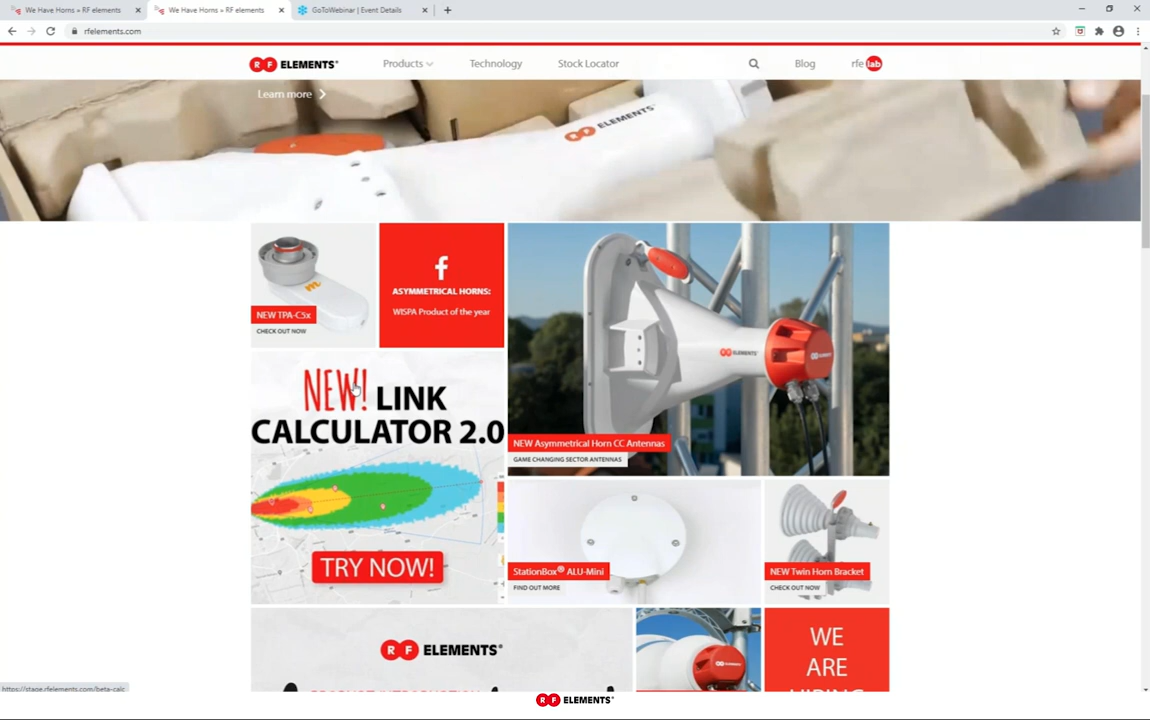 We Have Horns » RF elements
We Have Horns » RF elements
GoToWebinar | Event Details
rfelements.com
RF ELEMENTS®
Products
Technology
Stock Locator
Blog
rfe lab
Learn more
RF ELEMENTS
NEW TPA-C5x
CHECK OUT NOW
f
ASYMMETRICAL HORNS:
WISPA Product of the year
RF ELEMENTS
NEW Asymmetrical Horn CC Antennas
GAME CHANGING SECTOR ANTENNAS
NEW! LINK
CALCULATOR 2.0
TRY NOW!
StationBox® ALU-Mini
FIND OUT MORE
NEW Twin Horn Bracket
CHECK OUT NOW
RF ELEMENTS®
WE
ARE
HIRING
https://stage.rfelements.com/beta-calc
RF ELEMENTS®